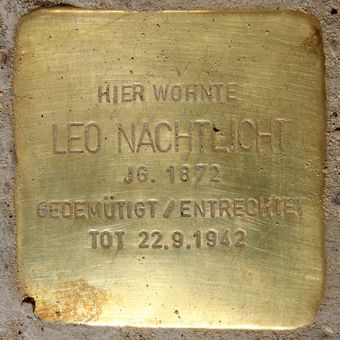 HIER WOHNTE
LEO NACHTLICHT
JG. 1872
GEDEMÜTIGT / ENTRECHTET
TOT 22.9.1942